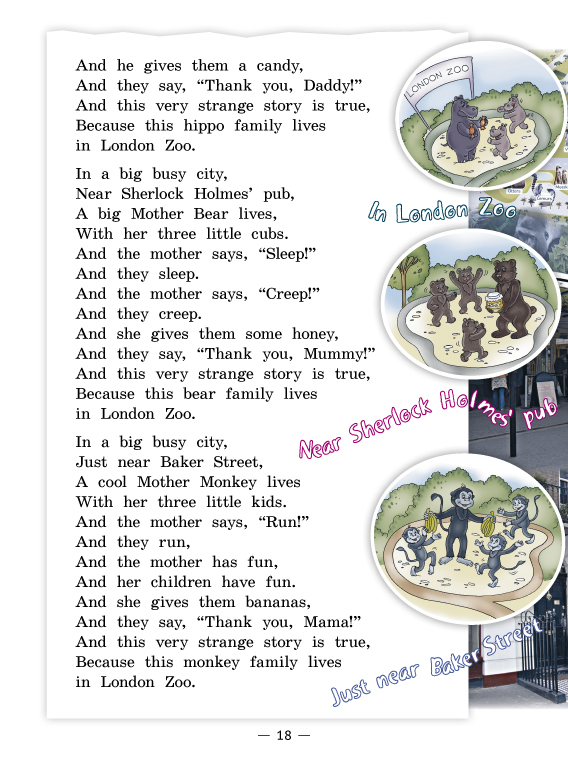 And he gives them a candy,
And they say, “Thank you, Daddy!”
And this very strange story is true,
Because this hippo family lives
in London Zoo.
In a big busy city,
Near Sherlock Holmes’ pub,
A big Mother Bear lives,
With her three little cubs.
And the mother says, “Sleep!”
And they sleep.
And the mother says, “Creep!”
And they creep.
And she gives them some honey,
And they say, “Thank you, Mummy!”
And this very strange story is true,
Because this bear family lives
in London Zoo.
In a big busy city,
Just near Baker Street,
A cool Mother Monkey lives
With her three little kids.
And the mother says, “Run!”
And they run,
And the mother has fun,
And her children have fun.
And she gives them bananas,
And they say, “Thank you, Mama!”
And this very strange story is true,
Because this monkey family lives
in London Zoo.
LONDON ZOO
In London Zoo
Near Sherlock Holmes’ pub
Just near Baker Street
— 18 —